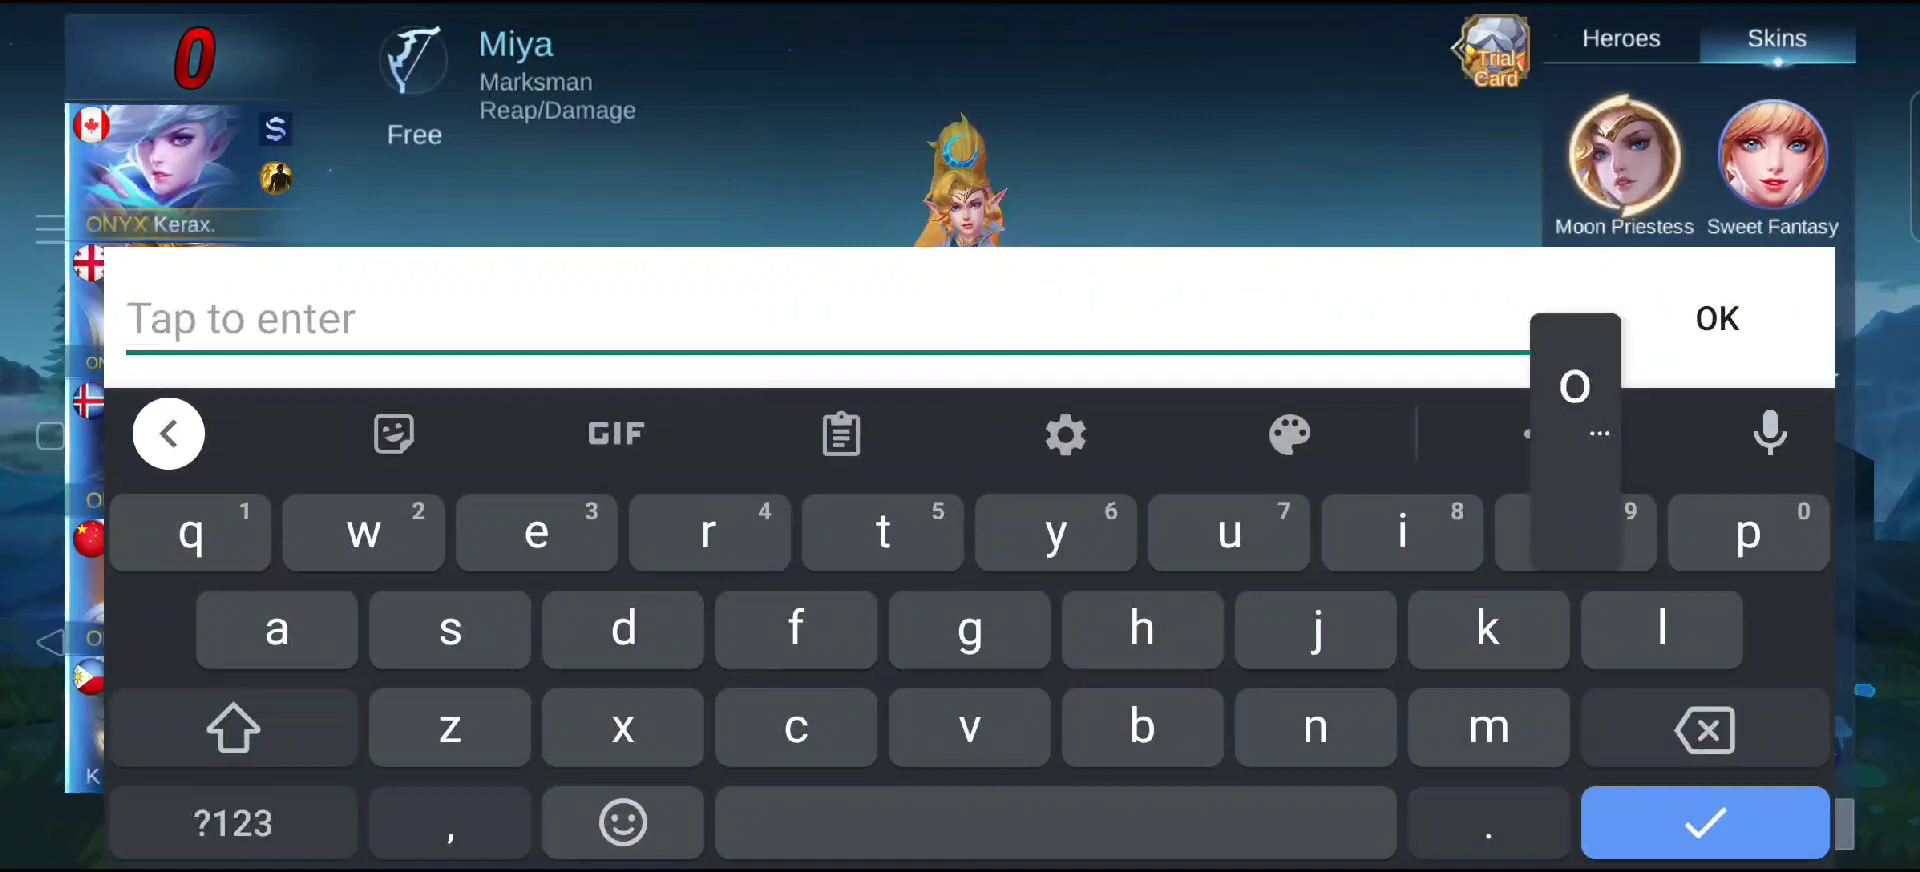 0
Miya
Marksman
Reap/Damage
Free
Trial
Card
Heroes
Skins
Moon Priestess
Sweet Fantasy
ONYX Kerax.
Tap to enter
OK
o
GIF
q 1 w 2 e 3 r 4 t 5 y 6 u 7 i 8 9 p 0
a s d f g h j k l
z x c v b n m
K
?123 , .